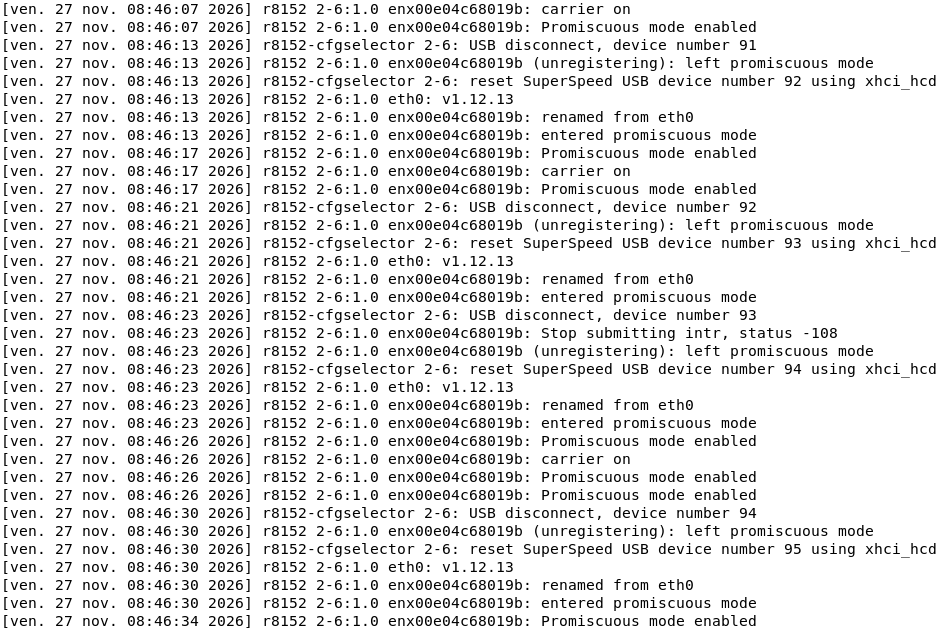 [ven. 27 nov. 08:46:07 2026] r8152 2-6:1.0 enx00e04c68019b: carrier on
[ven. 27 nov. 08:46:07 2026] r8152 2-6:1.0 enx00e04c68019b: Promiscuous mode enabled
[ven. 27 nov. 08:46:13 2026] r8152-cfgselector 2-6: USB disconnect, device number 91
[ven. 27 nov. 08:46:13 2026] r8152 2-6:1.0 enx00e04c68019b (unregistering): left promiscuous mode
[ven. 27 nov. 08:46:13 2026] r8152-cfgselector 2-6: reset SuperSpeed USB device number 92 using xhci_hcd
[ven. 27 nov. 08:46:13 2026] r8152 2-6:1.0 eth0: v1.12.13
[ven. 27 nov. 08:46:13 2026] r8152 2-6:1.0 enx00e04c68019b: renamed from eth0
[ven. 27 nov. 08:46:13 2026] r8152 2-6:1.0 enx00e04c68019b: entered promiscuous mode
[ven. 27 nov. 08:46:17 2026] r8152 2-6:1.0 enx00e04c68019b: Promiscuous mode enabled
[ven. 27 nov. 08:46:17 2026] r8152 2-6:1.0 enx00e04c68019b: carrier on
[ven. 27 nov. 08:46:17 2026] r8152 2-6:1.0 enx00e04c68019b: Promiscuous mode enabled
[ven. 27 nov. 08:46:21 2026] r8152-cfgselector 2-6: USB disconnect, device number 92
[ven. 27 nov. 08:46:21 2026] r8152 2-6:1.0 enx00e04c68019b (unregistering): left promiscuous mode
[ven. 27 nov. 08:46:21 2026] r8152-cfgselector 2-6: reset SuperSpeed USB device number 93 using xhci_hcd
[ven. 27 nov. 08:46:21 2026] r8152 2-6:1.0 eth0: v1.12.13
[ven. 27 nov. 08:46:21 2026] r8152 2-6:1.0 enx00e04c68019b: renamed from eth0
[ven. 27 nov. 08:46:21 2026] r8152 2-6:1.0 enx00e04c68019b: entered promiscuous mode
[ven. 27 nov. 08:46:23 2026] r8152-cfgselector 2-6: USB disconnect, device number 93
[ven. 27 nov. 08:46:23 2026] r8152 2-6:1.0 enx00e04c68019b: Stop submitting intr, status -108
[ven. 27 nov. 08:46:23 2026] r8152 2-6:1.0 enx00e04c68019b (unregistering): left promiscuous mode
[ven. 27 nov. 08:46:23 2026] r8152-cfgselector 2-6: reset SuperSpeed USB device number 94 using xhci_hcd
[ven. 27 nov. 08:46:23 2026] r8152 2-6:1.0 eth0: v1.12.13
[ven. 27 nov. 08:46:23 2026] r8152 2-6:1.0 enx00e04c68019b: renamed from eth0
[ven. 27 nov. 08:46:23 2026] r8152 2-6:1.0 enx00e04c68019b: entered promiscuous mode
[ven. 27 nov. 08:46:26 2026] r8152 2-6:1.0 enx00e04c68019b: Promiscuous mode enabled
[ven. 27 nov. 08:46:26 2026] r8152 2-6:1.0 enx00e04c68019b: carrier on
[ven. 27 nov. 08:46:26 2026] r8152 2-6:1.0 enx00e04c68019b: Promiscuous mode enabled
[ven. 27 nov. 08:46:26 2026] r8152 2-6:1.0 enx00e04c68019b: Promiscuous mode enabled
[ven. 27 nov. 08:46:30 2026] r8152-cfgselector 2-6: USB disconnect, device number 94
[ven. 27 nov. 08:46:30 2026] r8152 2-6:1.0 enx00e04c68019b (unregistering): left promiscuous mode
[ven. 27 nov. 08:46:30 2026] r8152-cfgselector 2-6: reset SuperSpeed USB device number 95 using xhci_hcd
[ven. 27 nov. 08:46:30 2026] r8152 2-6:1.0 eth0: v1.12.13
[ven. 27 nov. 08:46:30 2026] r8152 2-6:1.0 enx00e04c68019b: renamed from eth0
[ven. 27 nov. 08:46:30 2026] r8152 2-6:1.0 enx00e04c68019b: entered promiscuous mode
[ven. 27 nov. 08:46:34 2026] r8152 2-6:1.0 enx00e04c68019b: Promiscuous mode enabled